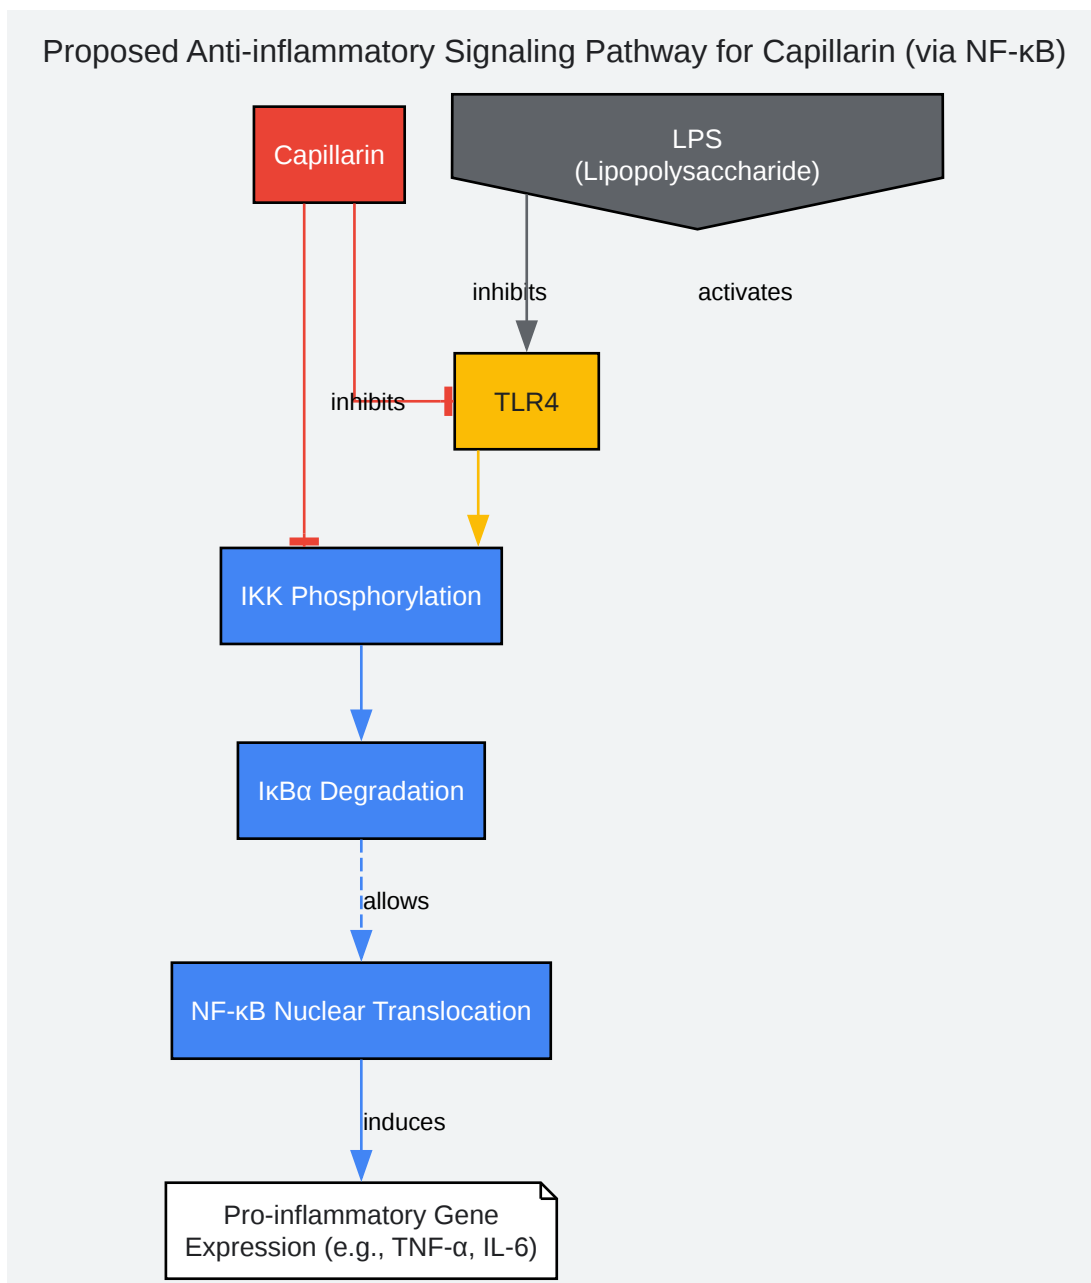 Proposed Anti-inflammatory Signaling Pathway for Capillarin (via NF-κB)
Capillarin
LPS
(Lipopolysaccharide)
inhibits
activates
inhibits
TLR4
IKK Phosphorylation
IκBα Degradation
allows
NF-κB Nuclear Translocation
induces
Pro-inflammatory Gene
Expression (e.g., TNF-α, IL-6)